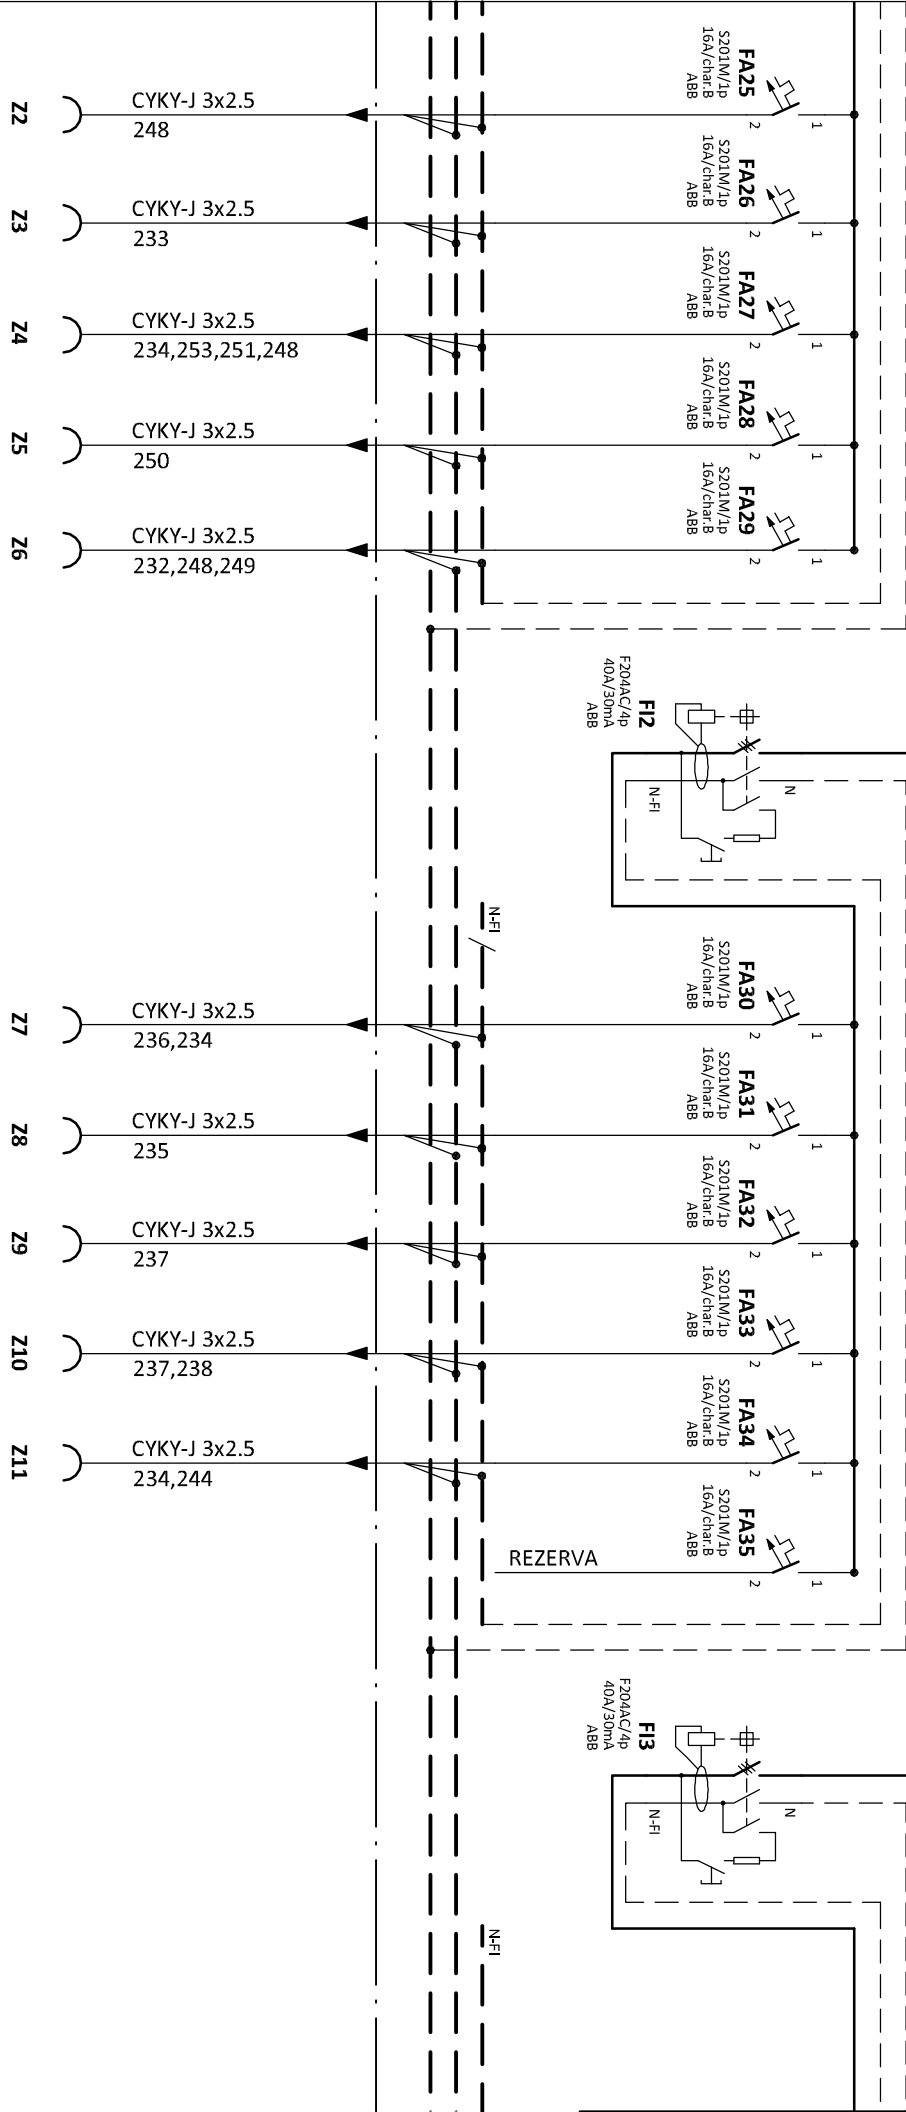 FA25
S201M/1p
16A/char.B
ABB
1
2
CYKY-J 3x2.5
248
Z2
FA26
S201M/1p
16A/char.B
ABB
1
2
CYKY-J 3x2.5
233
Z3
FA27
S201M/1p
16A/char.B
ABB
1
2
CYKY-J 3x2.5
234,253,251,248
Z4
FA28
S201M/1p
16A/char.B
ABB
1
2
CYKY-J 3x2.5
250
Z5
FA29
S201M/1p
16A/char.B
ABB
1
2
CYKY-J 3x2.5
232,248,249
Z6
FI2
F204AC/4p
40A/30mA
ABB
N
N-FI
N-FI
FA30
S201M/1p
16A/char.B
ABB
1
2
CYKY-J 3x2.5
236,234
Z7
FA31
S201M/1p
16A/char.B
ABB
1
2
CYKY-J 3x2.5
235
Z8
FA32
S201M/1p
16A/char.B
ABB
1
2
CYKY-J 3x2.5
237
Z9
FA33
S201M/1p
16A/char.B
ABB
1
2
CYKY-J 3x2.5
237,238
Z10
FA34
S201M/1p
16A/char.B
ABB
1
2
CYKY-J 3x2.5
234,244
Z11
FA35
S201M/1p
16A/char.B
ABB
1
2
REZERVA
FI3
F204AC/4p
40A/30mA
ABB
N
N-FI
N-FI